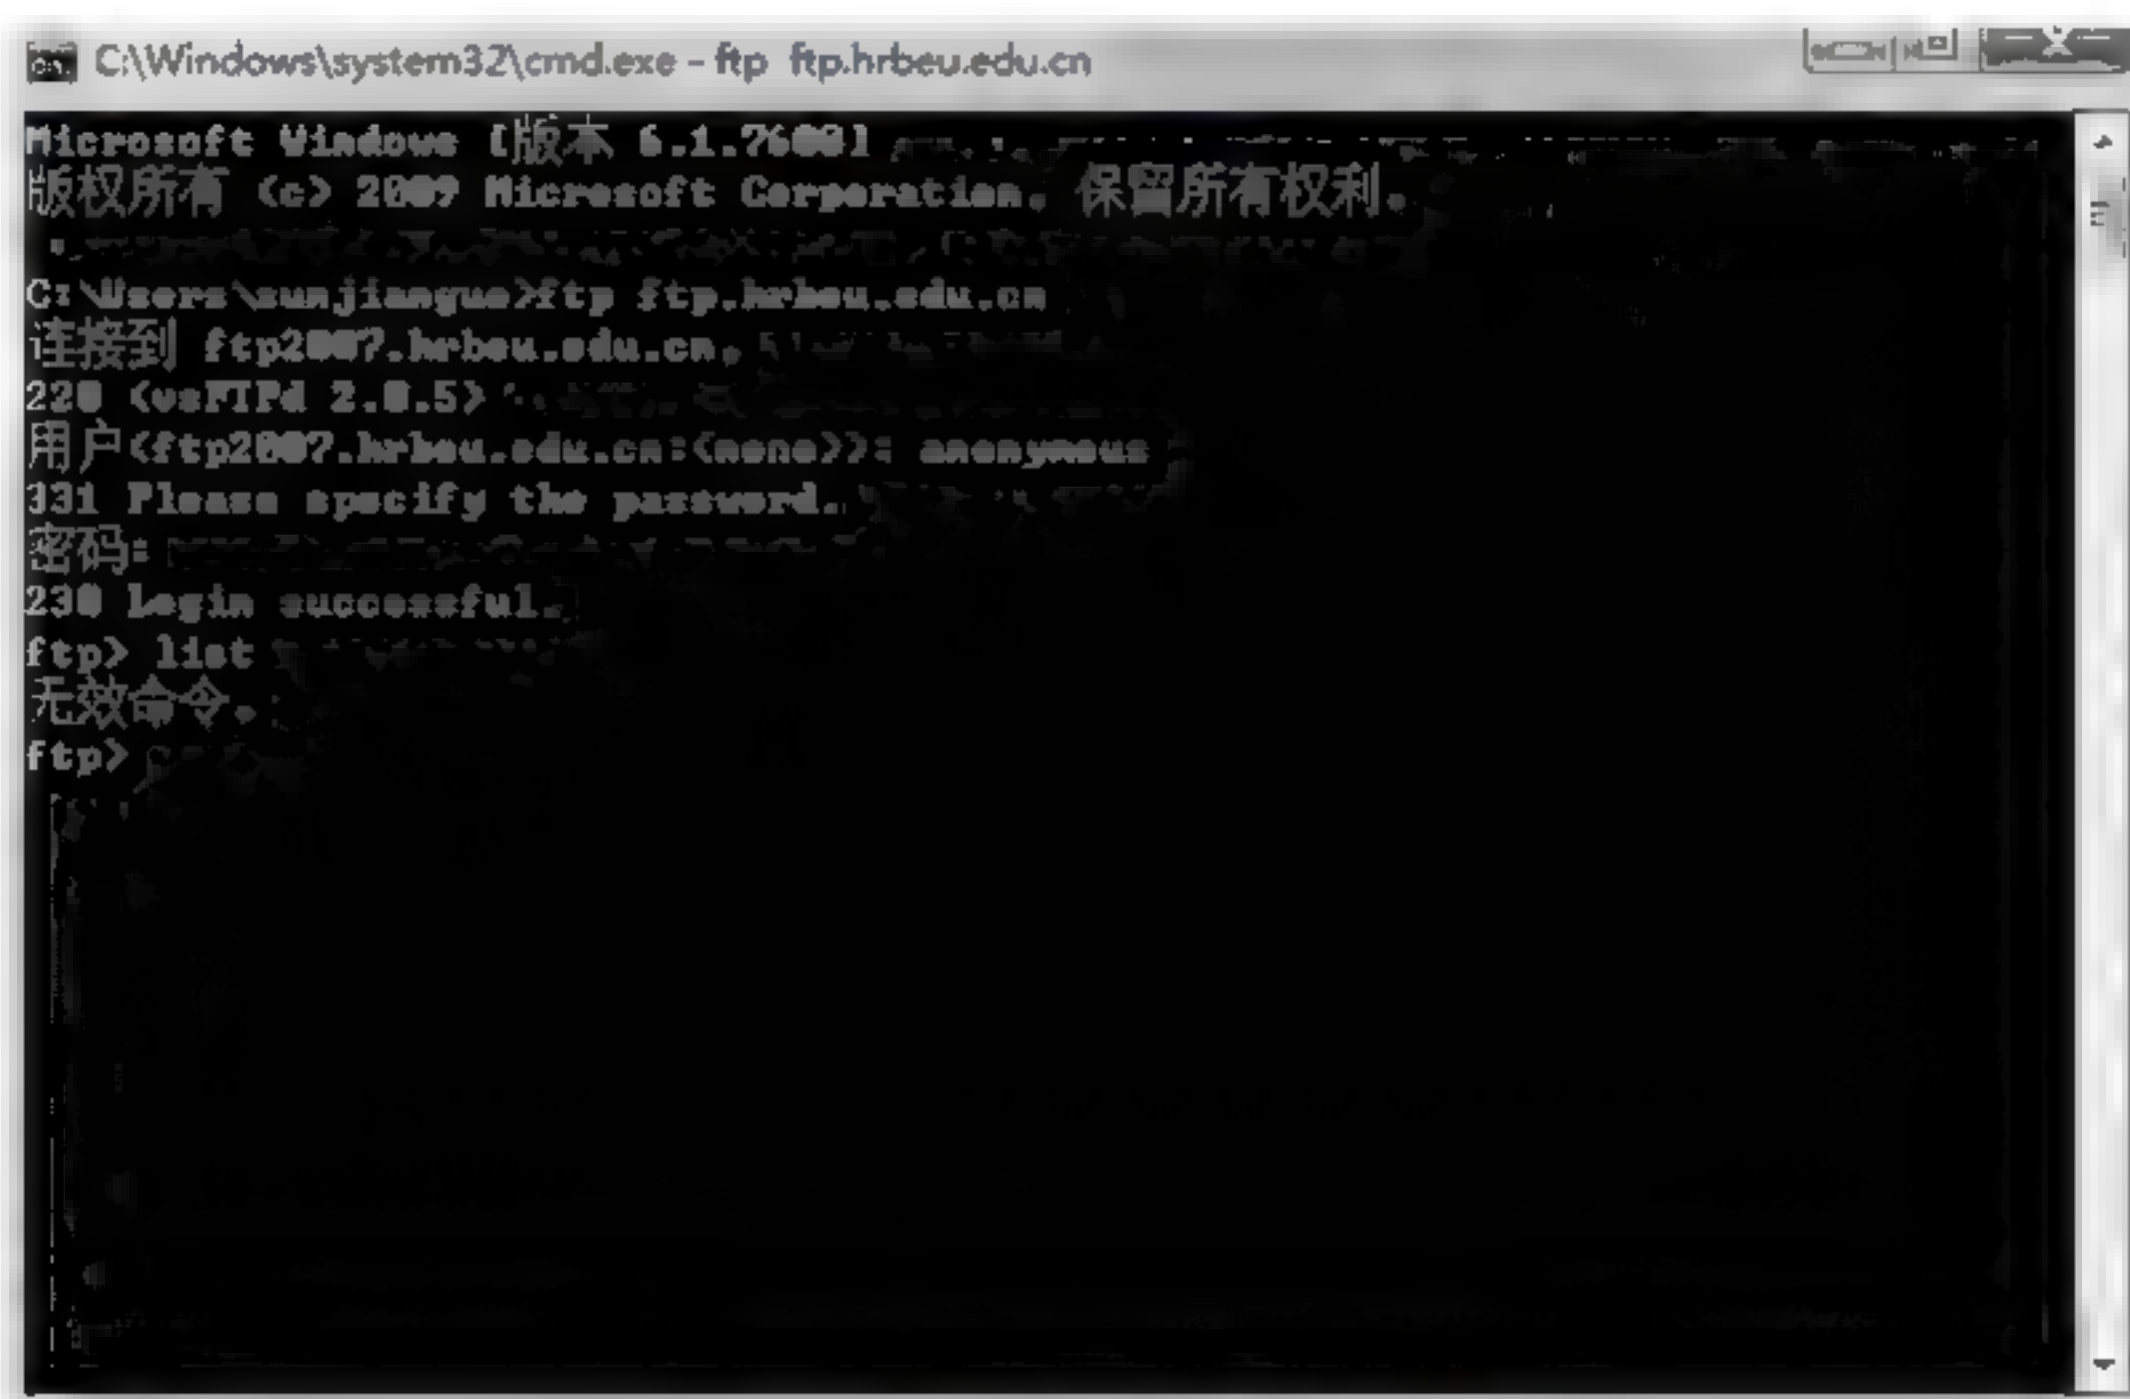 C:\Windows\system32\cmd.exe - ftp ftp.hrbeu.edu.cn
Microsoft Windows [版本 6.1.7600]
版权所有 (c) 2009 Microsoft Corporation。保留所有权利。
C:\Users\sunjianguo>ftp ftp.hrbeu.edu.cn
连接到 ftp2007.hrbeu.edu.cn。
220 (vsFTPd 2.0.5)
用户(ftp2007.hrbeu.edu.cn:(none)): anonymous
331 Please specify the password.
密码:
230 Login successful.
ftp> list
无效命令。
ftp>